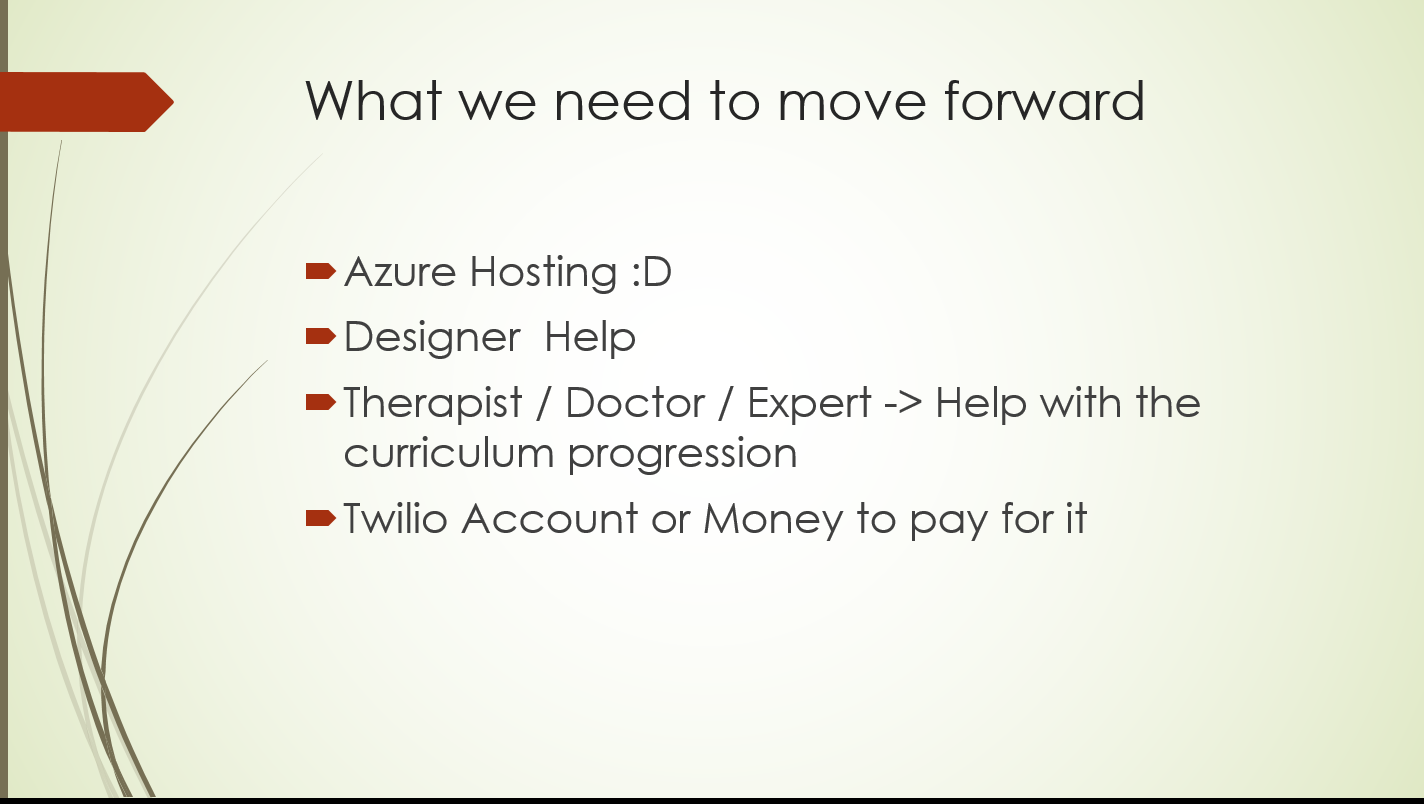 What we need to move forward
Azure Hosting :D
Designer  Help
Therapist / Doctor / Expert -> Help with the
curriculum progression
Twilio Account or Money to pay for it